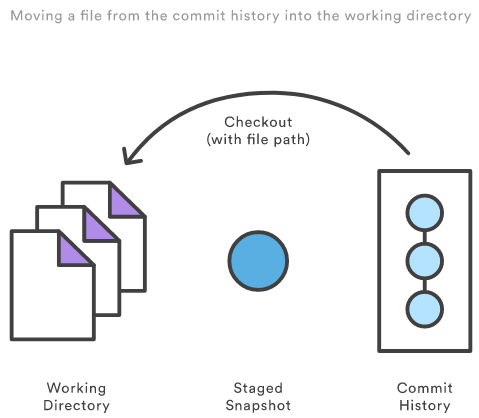 Moving a file from the commit history into the working directory
Checkout
(with file path)
Working
Directory
Staged
Snapshot
Commit
History